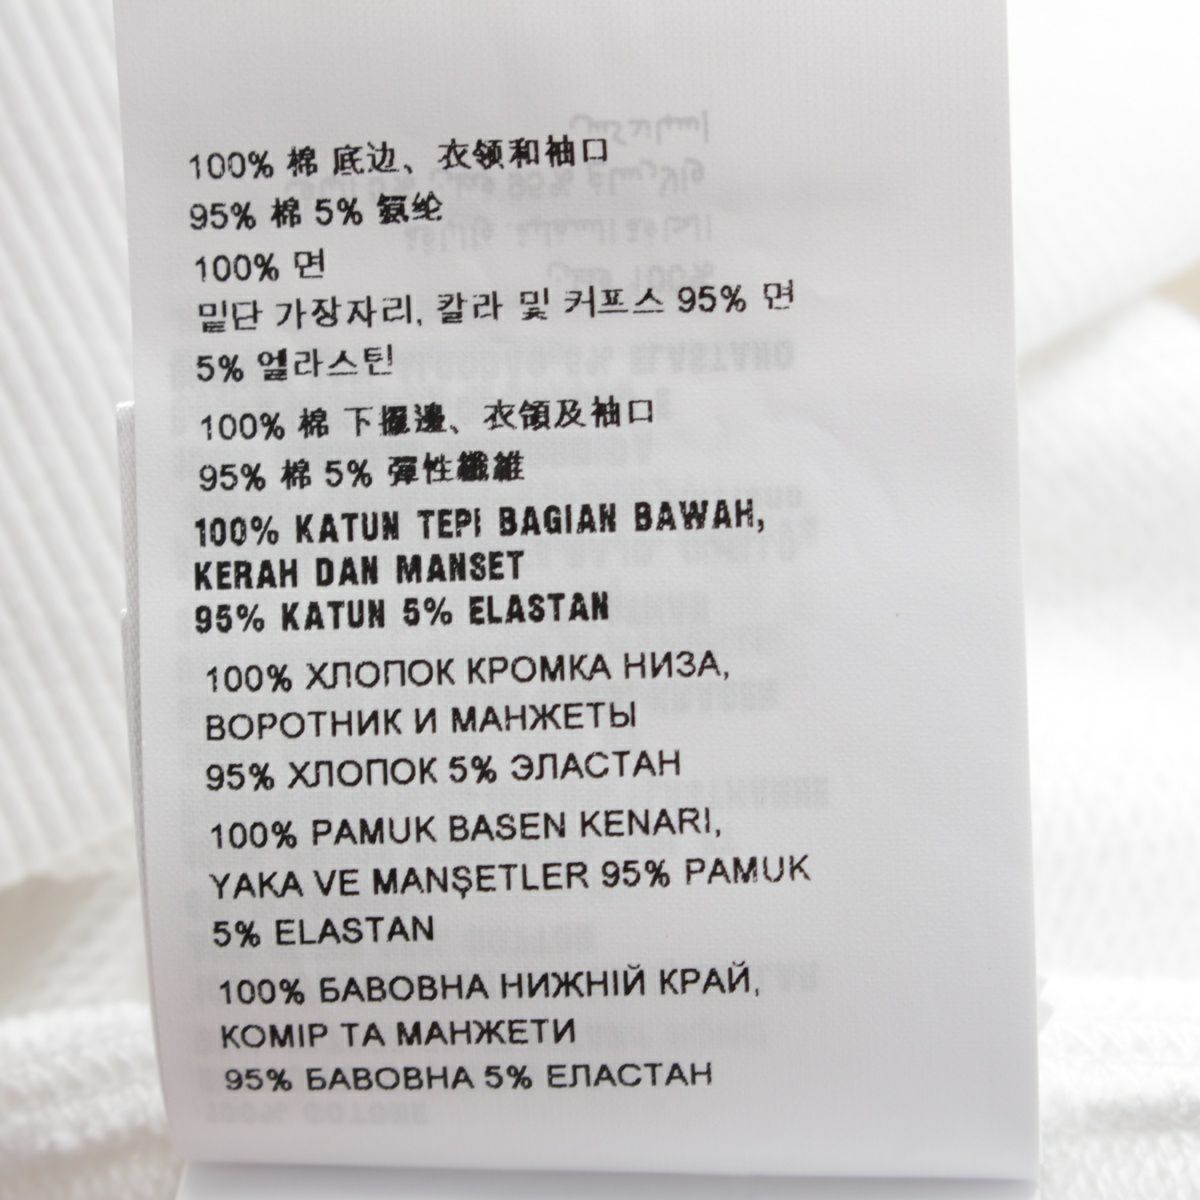 100% 棉 底边、衣领和袖口
95% 棉 5% 氨纶
100% 면
밑단 가장자리, 칼라 및 커프스 95% 면
5% 엘라스틴
100% 棉 下擺邊、衣領及袖口
95% 棉 5% 彈性纖維
100% KATUN TEPI BAGIAN BAWAH,
KERAH DAN MANSET
95% KATUN 5% ELASTAN
100% ХЛОПОК КРОМКА НИЗА,
ВОРОТНИК И МАНЖЕТЫ
95% ХЛОПОК 5% ЭЛАСТАН
100% PAMUK BASEN KENARI,
YAKA VE MANŞETLER 95% PAMUK
5% ELASTAN
100% БАВОВНА НИЖНІЙ КРАЙ,
КОМІР ТА МАНЖЕТИ
95% БАВОВНА 5% ЕЛАСТАН